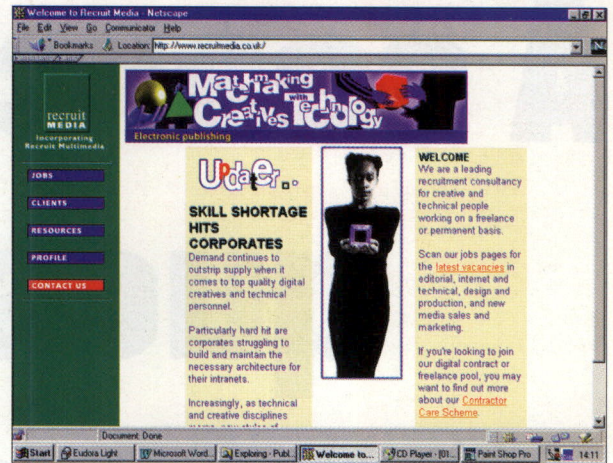 Welcome to Recruit Media - Netscape
File Edit View Go Communicator Help
Bookmarks Location: http://www.recruitmedia.co.uk/
recruit
MEDIA
Incorporating
Recruit Multimedia
JOBS
CLIENTS
RESOURCES
PROFILE
CONTACT US
Matchmaking
Creatives with Technology
Electronic publishing
Updater..
SKILL SHORTAGE
HITS
CORPORATES
Demand continues to
outstrip supply when it
comes to top quality digital
creatives and technical
personnel.
Particularly hard hit are
corporates struggling to
build and maintain the
necessary architecture for
their intranets.
Increasingly, as technical
and creative disciplines
WELCOME
We are a leading
recruitment consultancy
for creative and
technical people
working on a freelance
or permanent basis.
Scan our jobs pages for
the latest vacancies in
editorial, internet and
technical, design and
production, and new
media sales and
marketing.
If you're looking to join
our digital contract or
freelance pool, you may
want to find out more
about our Contractor
Care Scheme.
Document: Done
Start Eudora Light Microsoft Word... Exploring - Publ... Welcome to... CD Player - [01... Paint Shop Pro 14:11